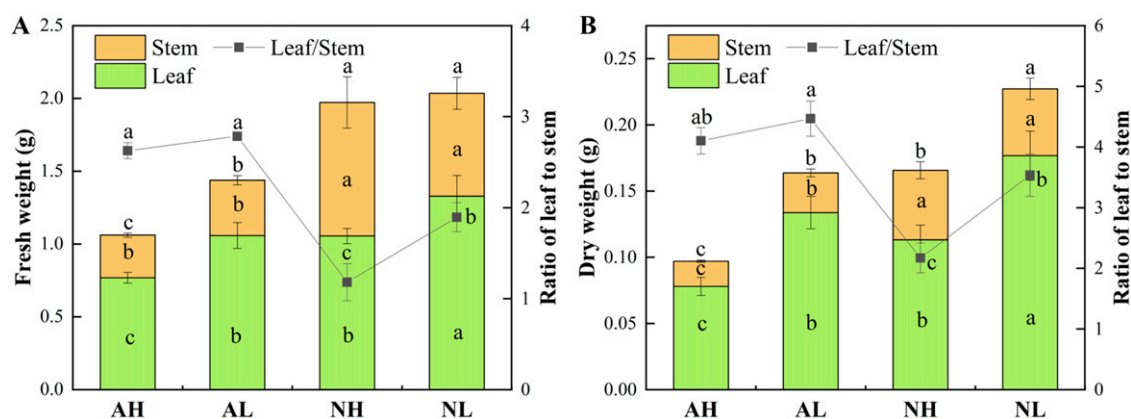 A
Stem
Leaf/Stem
Leaf
Fresh weight (g)
2.5
2.0
1.5
1.0
0.5
0.0
4
3
2
1
0
Ratio of leaf to stem
a
c
b
c
a
b
b
b
a
a
c
b
a
a
b
a
AH
AL
NH
NL
B
Stem
Leaf/Stem
Leaf
Dry weight (g)
0.25
0.20
0.15
0.10
0.05
0.00
6
5
4
3
2
1
0
Ratio of leaf to stem
ab
c
c
c
a
b
b
b
b
a
c
b
a
a
b
a
AH
AL
NH
NL